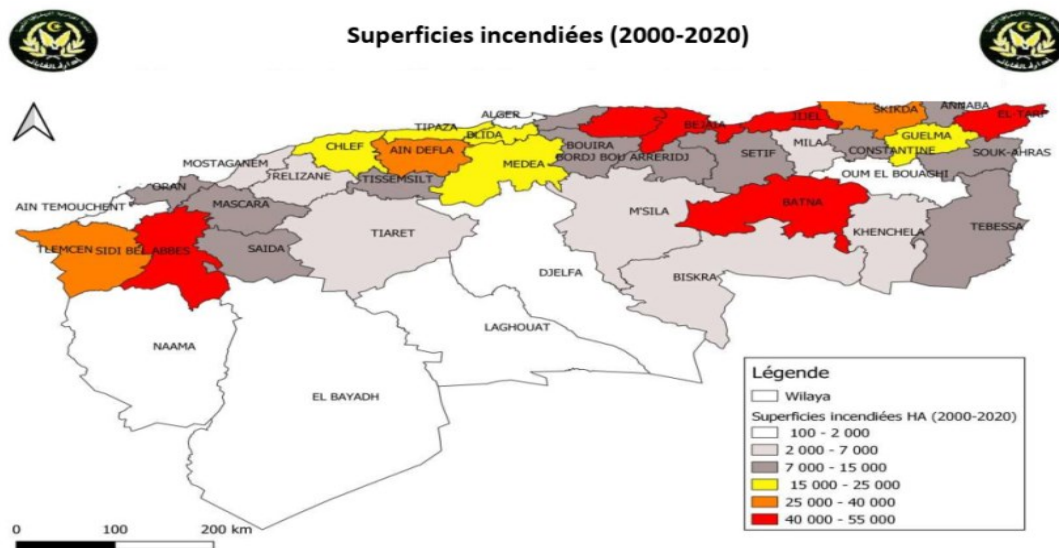 Superficies incendiées (2000-2020)
ALGER
TIPAZA
BLIDA
CHLEF
AIN DEFLA
MEDEA
BOUIRA
BEJAIA
JIJEL
SKIKDA
ANNABA
EL-TARF
GUELMA
MILA
CONSTANTINE
SOUK-AHRAS
BORDJ BOU ARRERIDJ
SETIF
OUM EL BOUAGHI
MOSTAGANEM
RELIZANE
TISSEMSILT
ORAN
AIN TEMOUCHENT
MASCARA
TLEMCEN
SIDI BEL ABBES
SAIDA
TIARET
M'SILA
BATNA
KHENCHELA
TEBESSA
DJELFA
BISKRA
NAAMA
LAGHOUAT
EL BAYADH
Légende
Wilaya
Superficies incendiées HA (2000-2020)
100 - 2 000
2 000 - 7 000
7 000 - 15 000
15 000 - 25 000
25 000 - 40 000
40 000 - 55 000
0 100 200 km